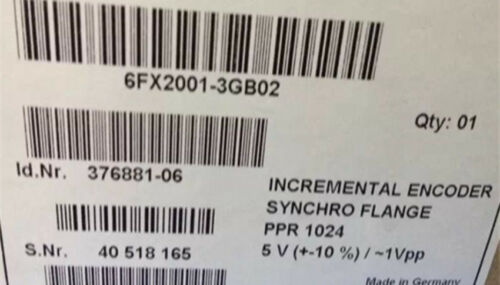 6FX2001-3GB02
Qty: 01
Id.Nr. 376881-06
INCREMENTAL ENCODER
SYNCHRO FLANGE
PPR 1024
S.Nr. 40 518 165
5 V (+-10 %) / ~1Vpp
Made in Germany